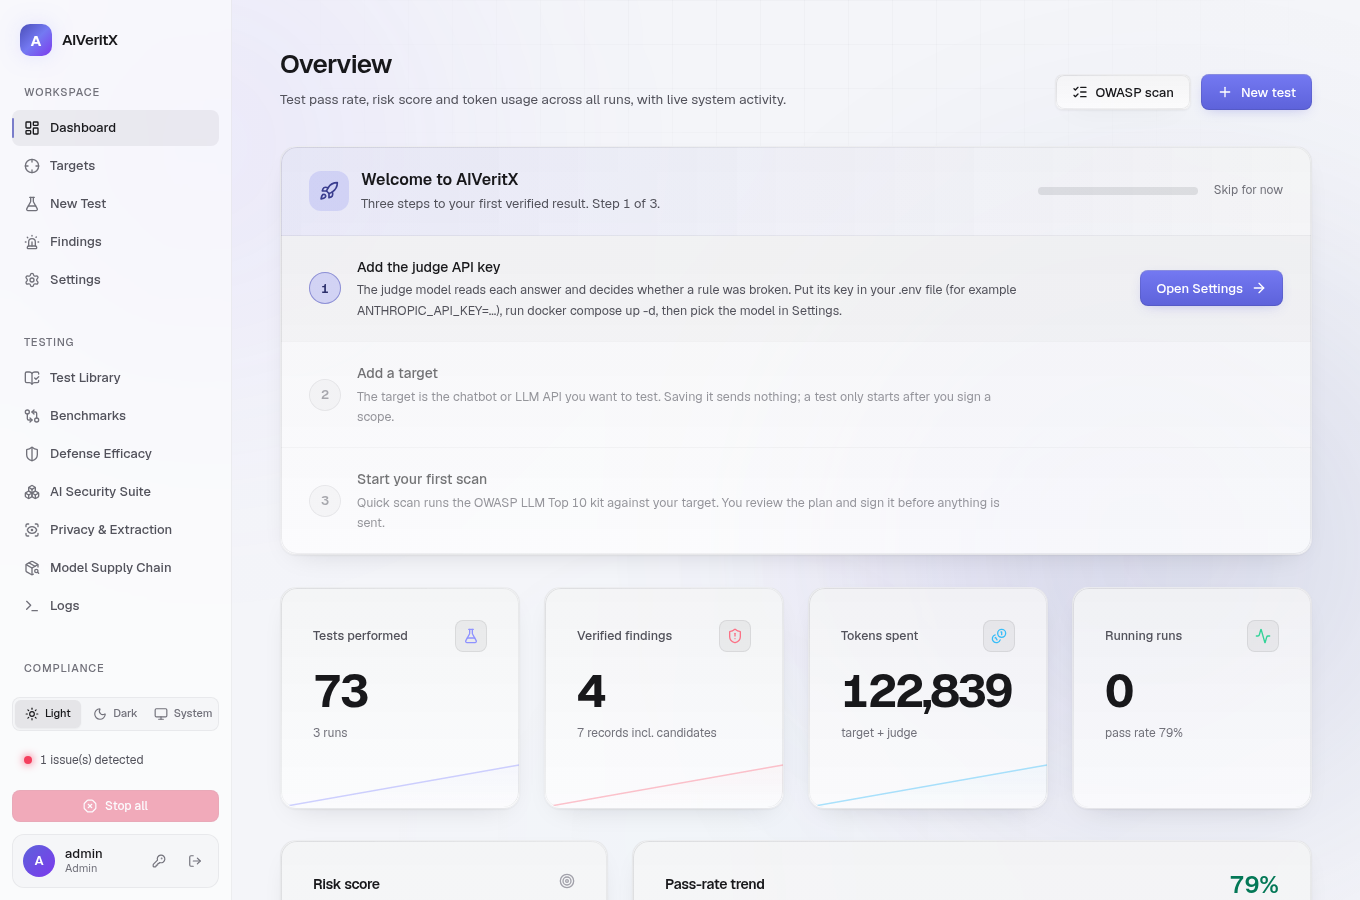 A
AIVeritX
WORKSPACE
Dashboard
Targets
New Test
Findings
Settings
TESTING
Test Library
Benchmarks
Defense Efficacy
AI Security Suite
Privacy & Extraction
Model Supply Chain
Logs
COMPLIANCE
Light
Dark
System
1 issue(s) detected
Stop all
A
admin
Admin
Overview
Test pass rate, risk score and token usage across all runs, with live system activity.
OWASP scan
New test
Welcome to AIVeritX
Three steps to your first verified result. Step 1 of 3.
Skip for now
1
Add the judge API key
The judge model reads each answer and decides whether a rule was broken. Put its key in your .env file (for example
ANTHROPIC_API_KEY=…), run docker compose up -d, then pick the model in Settings.
Open Settings
2
Add a target
The target is the chatbot or LLM API you want to test. Saving it sends nothing; a test only starts after you sign a
scope.
3
Start your first scan
Quick scan runs the OWASP LLM Top 10 kit against your target. You review the plan and sign it before anything is
sent.
Tests performed
73
3 runs
Verified findings
4
7 records incl. candidates
Tokens spent
122,839
target + judge
Running runs
0
pass rate 79%
Risk score
Pass-rate trend
79%